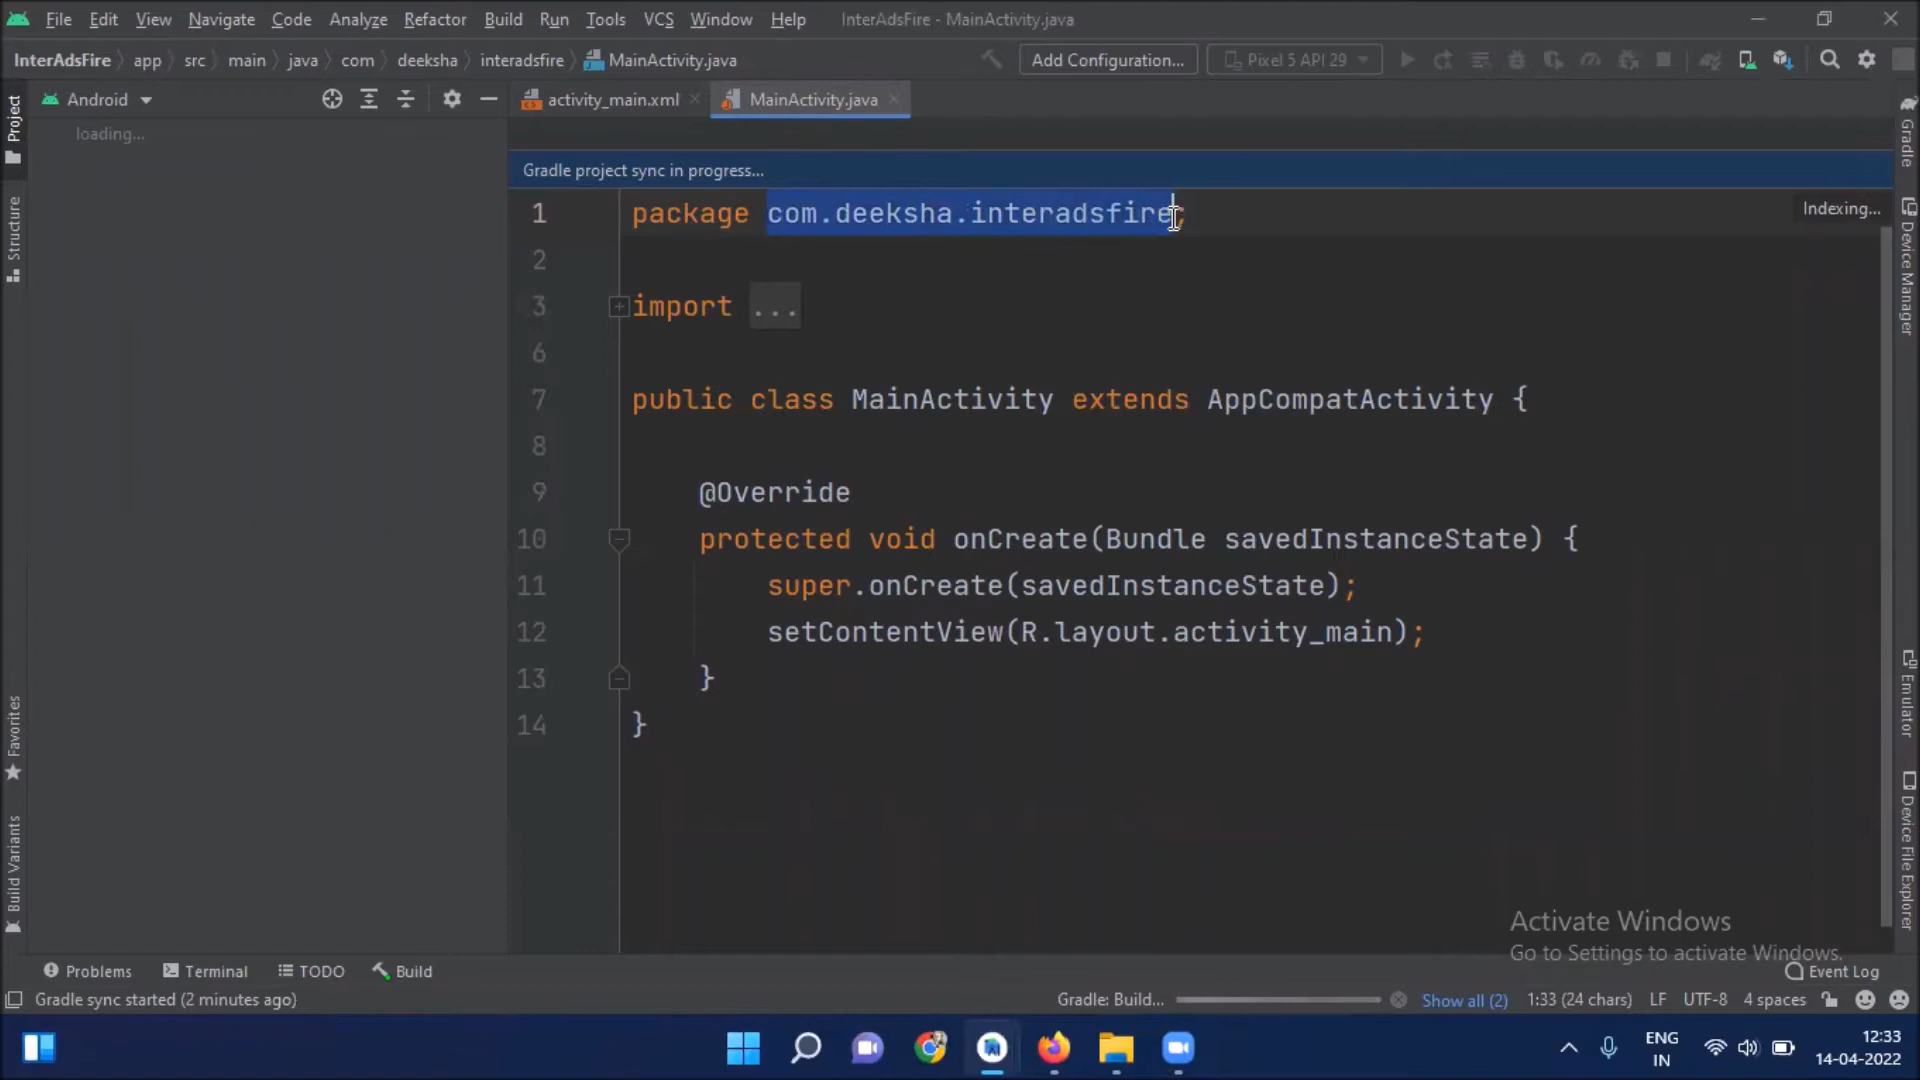 File Edit View Navigate Code Analyze Refactor Build Run Tools VCS Window Help InterAdsFire - MainActivity.java
InterAdsFire app src main java com deeksha interadsfire MainActivity.java Add Configuration... Pixel 5 API 29
Android activity_main.xml MainActivity.java
loading...
Gradle project sync in progress...
Indexing...
1 package com.deeksha.interadsfire;
2
3 import ...
6
7 public class MainActivity extends AppCompatActivity {
8
9 @Override
10 protected void onCreate(Bundle savedInstanceState) {
11 super.onCreate(savedInstanceState);
12 setContentView(R.layout.activity_main);
13 }
14 }
Project
Structure
Favorites
Build Variants
Gradle
Device Manager
Emulator
Device File Explorer
Activate Windows
Go to Settings to activate Windows.
Problems Terminal TODO Build Event Log
Gradle sync started (2 minutes ago) Gradle: Build... Show all (2) 1:33 (24 chars) LF UTF-8 4 spaces
ENG
IN
12:33
14-04-2022